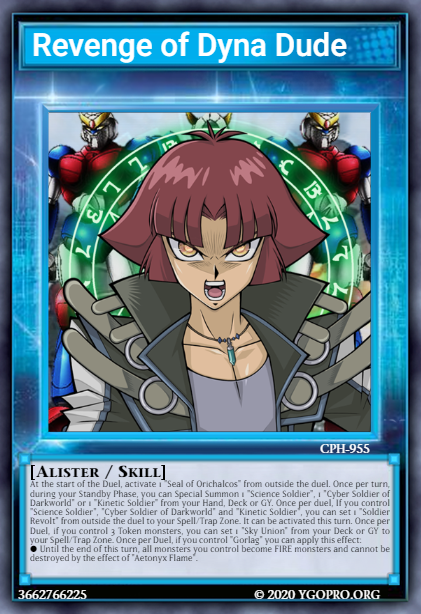 Revenge of Dyna Dude
CPH-955
[Alister / Skill]
At the start of the Duel, activate 1 "Seal of Orichalcos" from outside the duel. Once per turn,
during your Standby Phase, you can Special Summon 1 "Science Soldier", 1 "Cyber Soldier of
Darkworld" or 1 "Kinetic Soldier" from your Hand, Deck or GY. Once per duel, If you control
"Science Soldier", "Cyber Soldier of Darkworld" and "Kinetic Soldier", you can set 1 "Soldier
Revolt" from outside the duel to your Spell/Trap Zone. It can be activated this turn. Once per
Duel, if you control 3 Token monsters, you can set 1 "Sky Union" from your Deck or GY to
your Spell/Trap Zone. Once per Duel, if you control "Gorlag" you can apply this effect:
● Until the end of this turn, all monsters you control become FIRE monsters and cannot be
destroyed by the effect of "Aetonyx Flame".
3662766225
© 2020 YGOPRO.ORG